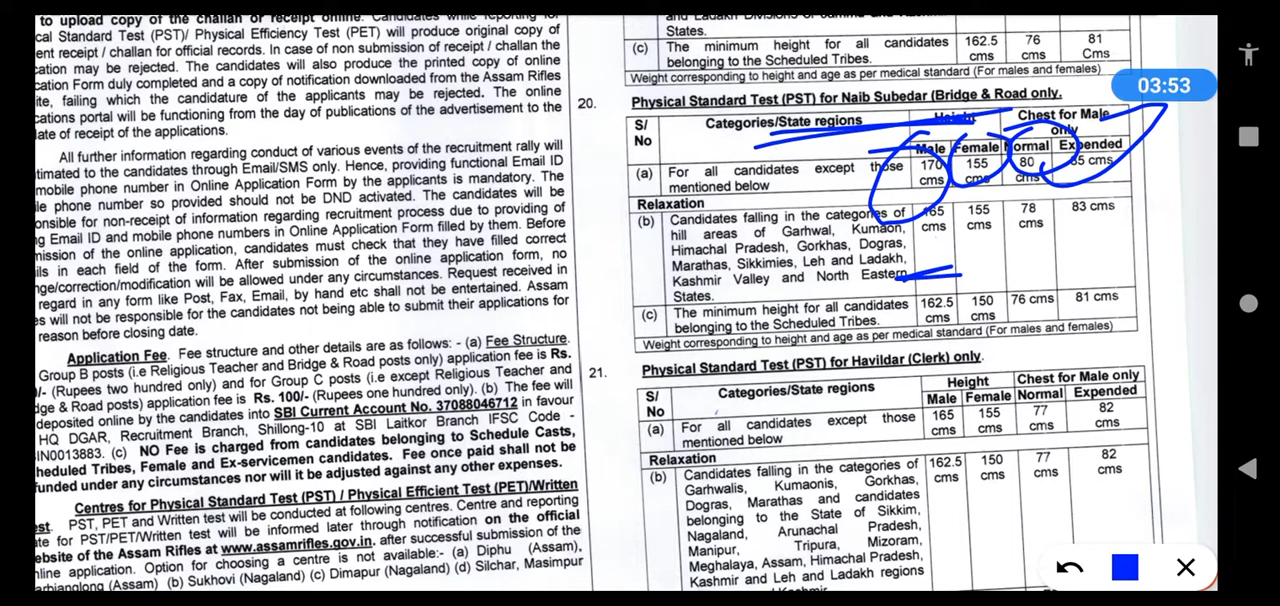 to upload copy of the challan or receipt online. Candidates while reporting for
cal Standard Test (PST)/ Physical Efficiency Test (PET) will produce original copy of
ent receipt / challan for official records. In case of non submission of receipt / challan the
cation may be rejected. The candidates will also produce the printed copy of online
cation Form duly completed and a copy of notification downloaded from the Assam Rifles
ite, failing which the candidature of the applicants may be rejected. The online
cations portal will be functioning from the day of publications of the advertisement to the
late of receipt of the applications.
All further information regarding conduct of various events of the recruitment rally will
timated to the candidates through Email/SMS only. Hence, providing functional Email ID
mobile phone number in Online Application Form by the applicants is mandatory. The
le phone number so provided should not be DND activated. The candidates will be
onsible for non-receipt of information regarding recruitment process due to providing of
g Email ID and mobile phone numbers in Online Application Form filled by them. Before
mission of the online application, candidates must check that they have filled correct
ils in each field of the form. After submission of the online application form, no
nge/correction/modification will be allowed under any circumstances. Request received in
regard in any form like Post, Fax, Email, by hand etc shall not be entertained. Assam
es will not be responsible for the candidates not being able to submit their applications for
reason before closing date.
Application Fee. Fee structure and other details are as follows: - (a) Fee Structure.
Group B posts (i.e Religious Teacher and Bridge & Road posts only) application fee is Rs.
/- (Rupees two hundred only) and for Group C posts (i.e except Religious Teacher and
dge & Road posts) application fee is Rs. 100/- (Rupees one hundred only). (b) The fee will
deposited online by the candidates into SBI Current Account No. 37088046712 in favour
HQ DGAR, Recruitment Branch, Shillong-10 at SBI Laitkor Branch IFSC Code -
IN0013883. (c) NO Fee is charged from candidates belonging to Schedule Casts,
heduled Tribes, Female and Ex-servicemen candidates. Fee once paid shall not be
funded under any circumstances nor will it be adjusted against any other expenses.
Centres for Physical Standard Test (PST) / Physical Efficient Test (PET)/Written
est. PST, PET and Written test will be conducted at following centres. Centre and reporting
ate for PST/PET/Written test will be informed later through notification on the official
ebsite of the Assam Rifles at www.assamrifles.gov.in. after successful submission of the
nline application. Option for choosing a centre is not available:- (a) Diphu (Assam),
arbianglong (Assam) (b) Sukhovi (Nagaland) (c) Dimapur (Nagaland) (d) Silchar, Masimpur
and Ladakh Divisions of
States.
(c) The minimum height for all candidates belonging to the Scheduled Tribes. 162.5 cms 76 cms 81 Cms
Weight corresponding to height and age as per medical standard (For males and females)
03:53
20. Physical Standard Test (PST) for Naib Subedar (Bridge & Road only.
S/ No Categories/State regions Height Chest for Male only
Male Female Normal Expended
(a) For all candidates except those mentioned below 170 cms 155 cms 80 cms 85 cms
Relaxation
(b) Candidates falling in the categories of 165 cms 155 cms 78 cms 83 cms
hill areas of Garhwal, Kumaon,
Himachal Pradesh, Gorkhas, Dogras,
Marathas, Sikkimies, Leh and Ladakh,
Kashmir Valley and North Eastern
States.
(c) The minimum height for all candidates belonging to the Scheduled Tribes. 162.5 cms 150 cms 76 cms 81 cms
Weight corresponding to height and age as per medical standard (For males and females)
21. Physical Standard Test (PST) for Havildar (Clerk) only.
S/ No Categories/State regions Height Chest for Male only
Male Female Normal Expended
(a) For all candidates except those mentioned below 165 cms 155 cms 77 cms 82 cms
Relaxation
(b) Candidates falling in the categories of 162.5 cms 150 cms 77 cms 82 cms
Garhwalis, Kumaonis, Gorkhas,
Dogras, Marathas and candidates
belonging to the State of Sikkim,
Nagaland, Arunachal Pradesh,
Manipur, Tripura, Mizoram,
Meghalaya, Assam, Himachal Pradesh,
Kashmir and Leh and Ladakh regions